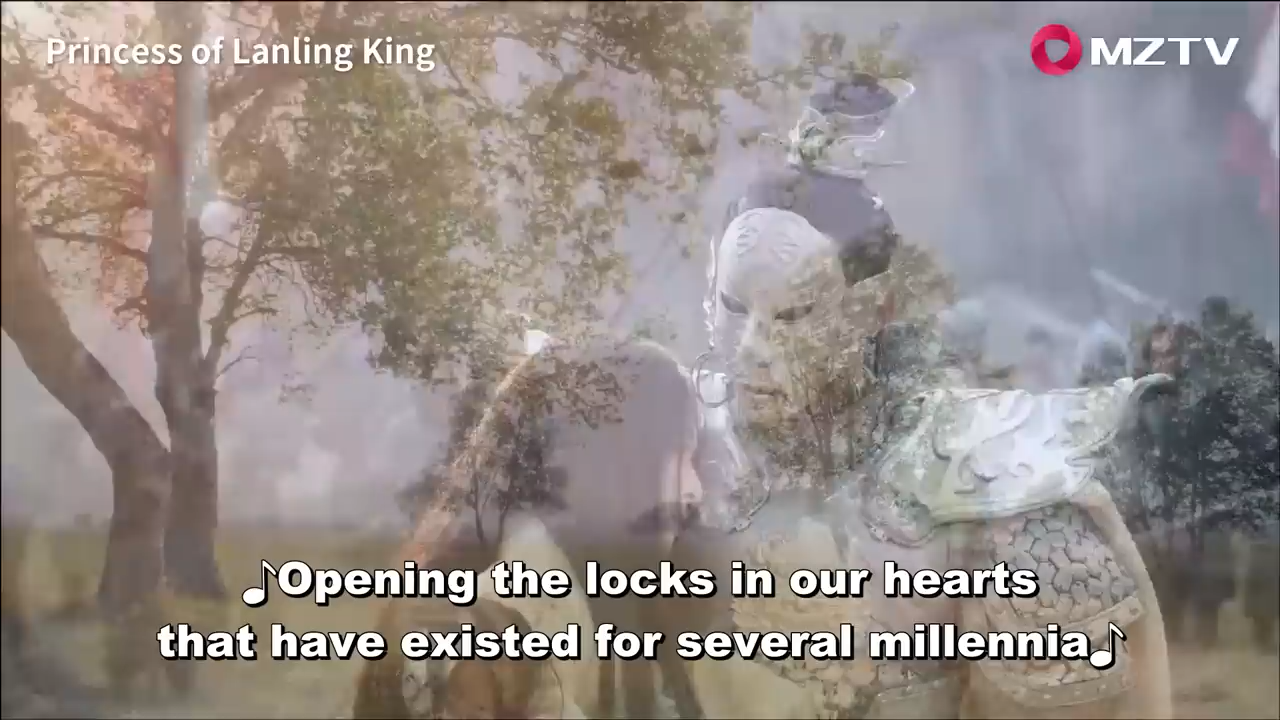 Princess of Lanling King
MZTV
♪Opening the locks in our hearts
that have existed for several millennia♪